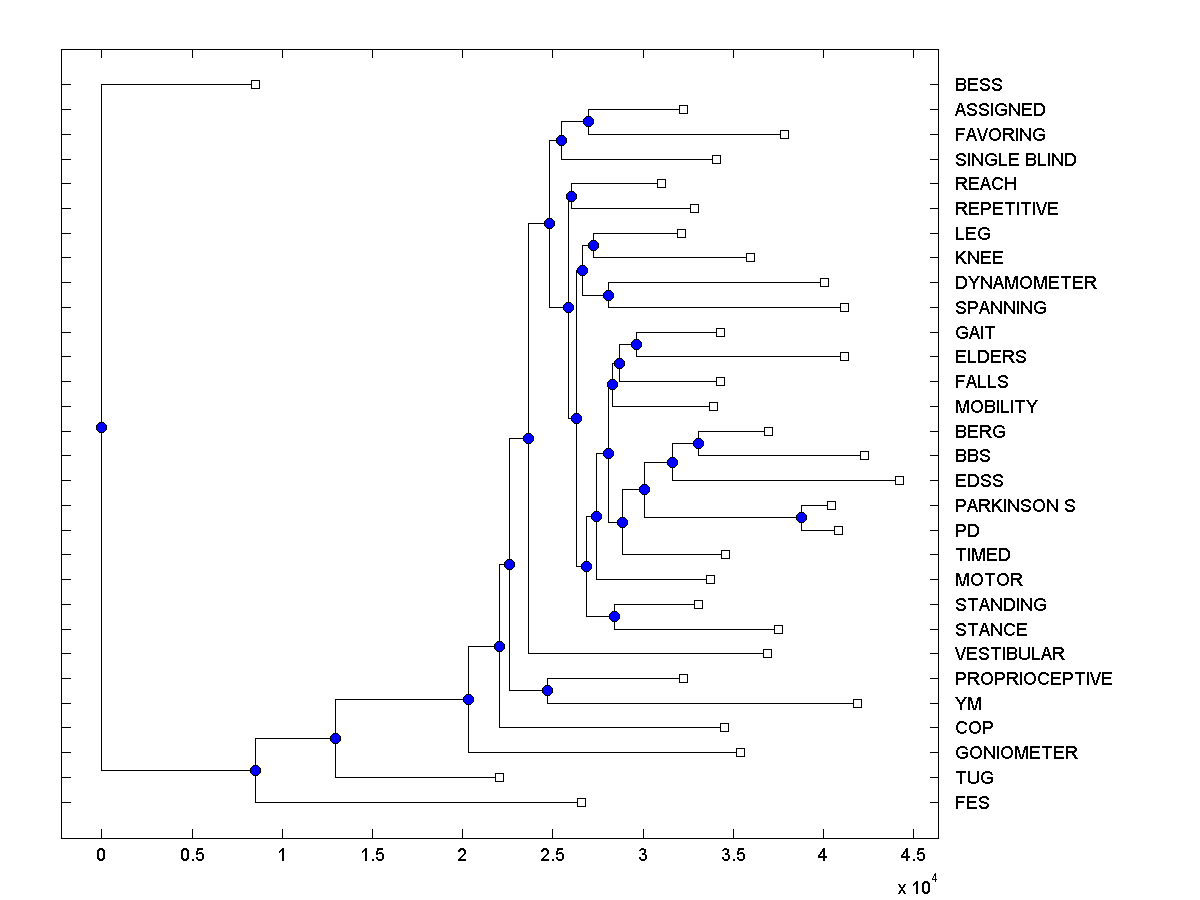 BESS
ASSIGNED
FAVORING
SINGLE BLIND
REACH
REPETITIVE
LEG
KNEE
DYNAMOMETER
SPANNING
GAIT
ELDERS
FALLS
MOBILITY
BERG
BBS
EDSS
PARKINSON S
PD
TIMED
MOTOR
STANDING
STANCE
VESTIBULAR
PROPRIOCEPTIVE
YM
COP
GONIOMETER
TUG
FES
0 0.5 1 1.5 2 2.5 3 3.5 4 4.5
x 10^4